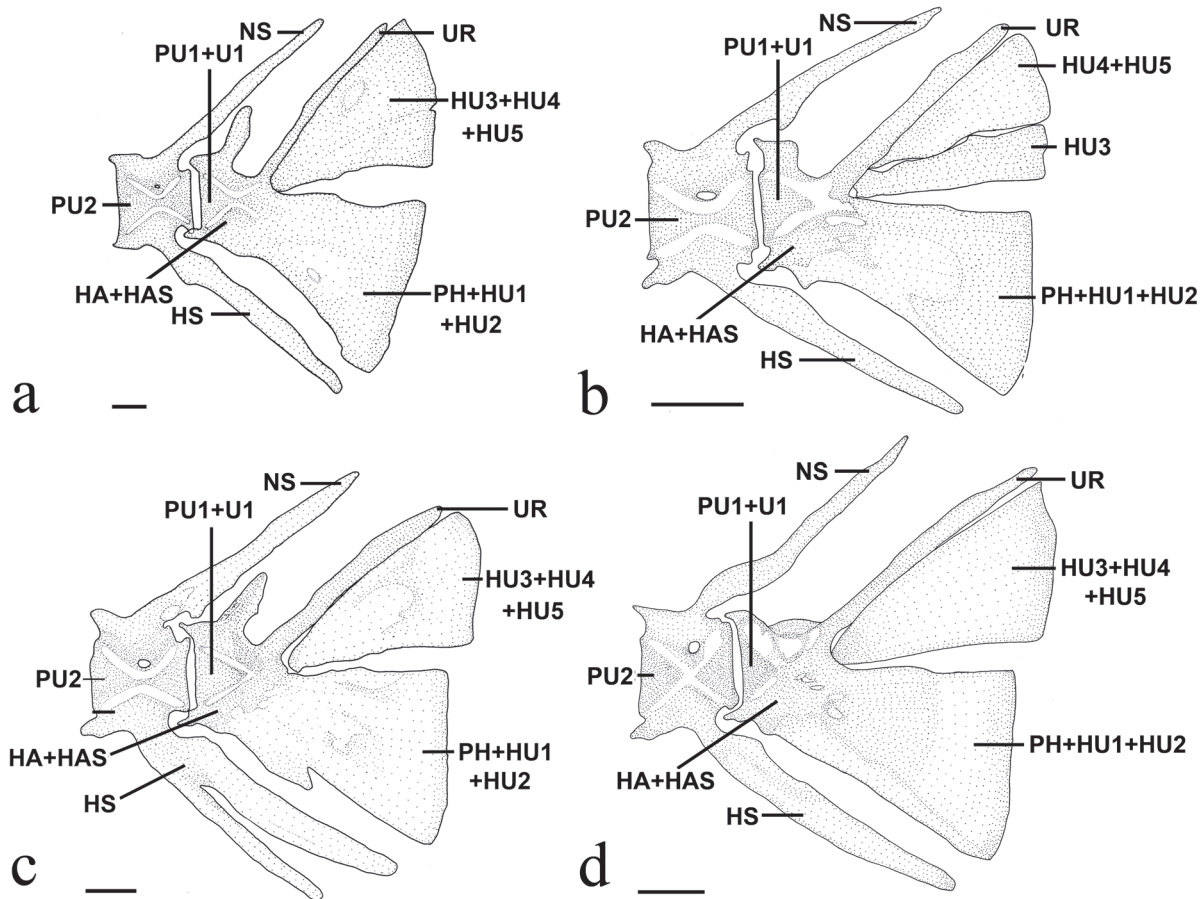 NS
UR
PU1+U1
HU3+HU4
+HU5
PU2
HA+HAS
HS
PH+HU1
+HU2
a
NS
UR
PU1+U1
HU4+HU5
HU3
PU2
HA+HAS
PH+HU1+HU2
HS
b
NS
PU1+U1
UR
HU3+HU4
+HU5
PU2
HA+HAS
PH+HU1
+HU2
HS
c
NS
UR
PU1+U1
HU3+HU4
+HU5
PU2
HA+HAS
PH+HU1+HU2
HS
d